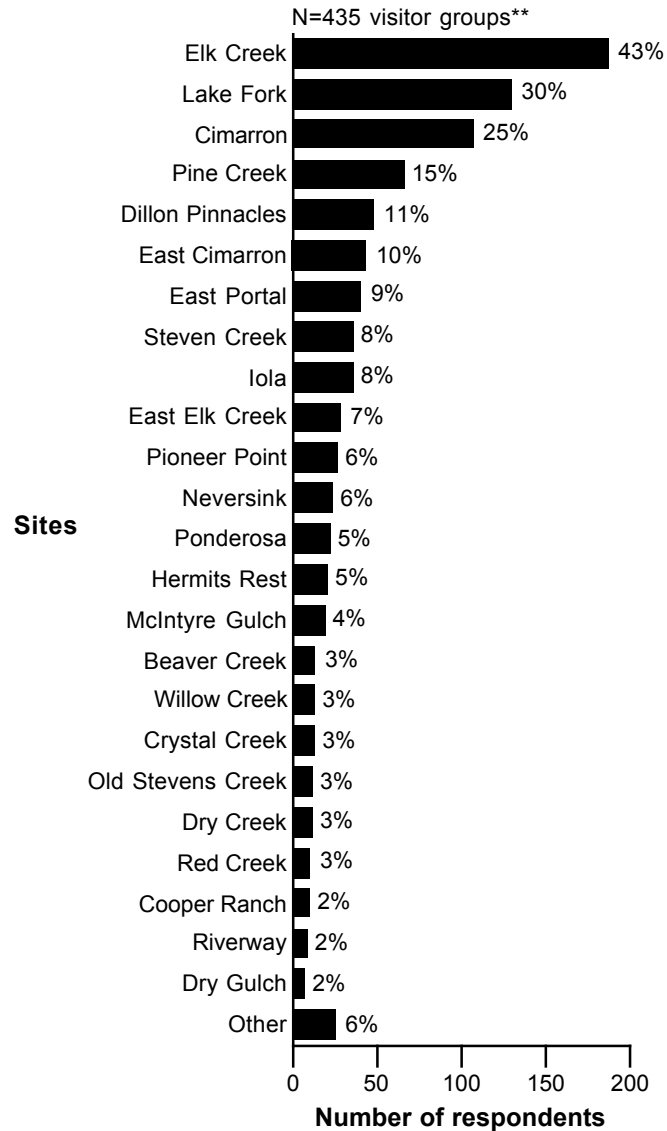 N=435 visitor groups**
Elk Creek 43%
Lake Fork 30%
Cimarron 25%
Pine Creek 15%
Dillon Pinnacles 11%
East Cimarron 10%
East Portal 9%
Steven Creek 8%
Iola 8%
East Elk Creek 7%
Pioneer Point 6%
Neversink 6%
Sites
Ponderosa 5%
Hermits Rest 5%
McIntyre Gulch 4%
Beaver Creek 3%
Willow Creek 3%
Crystal Creek 3%
Old Stevens Creek 3%
Dry Creek 3%
Red Creek 3%
Cooper Ranch 2%
Riverway 2%
Dry Gulch 2%
Other 6%
0 50 100 150 200
Number of respondents